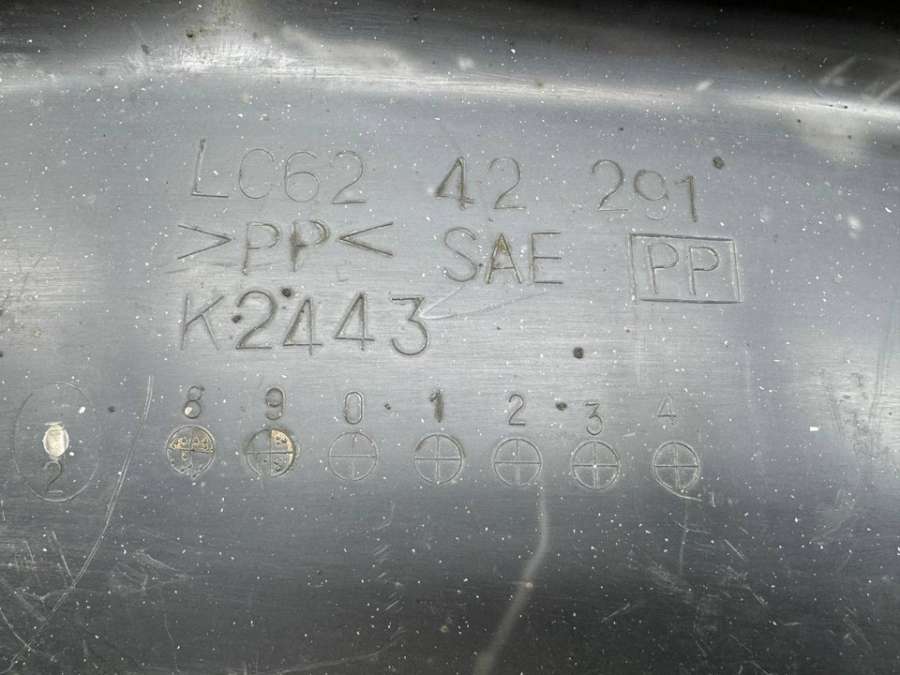 LC62 42 291
>PP< SAE PP
K2443
8 9 0 1 2 3 4
2